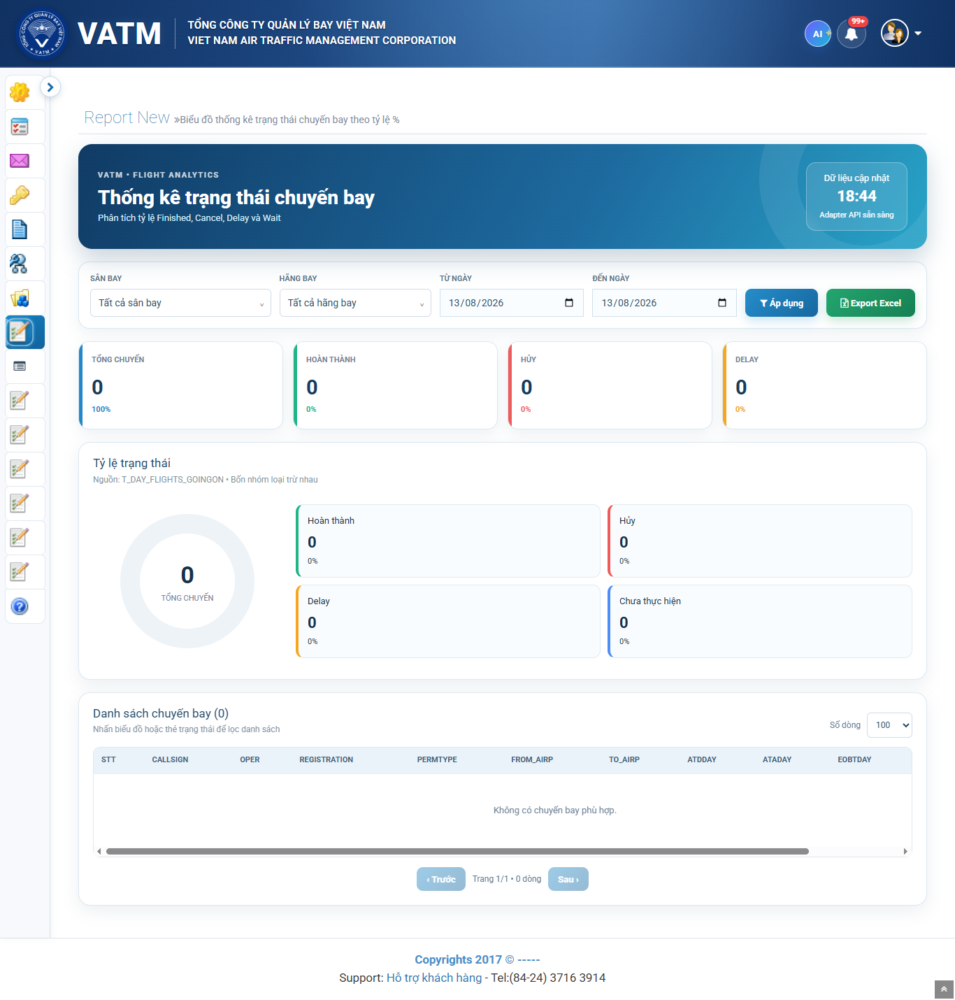 VATM
TỔNG CÔNG TY QUẢN LÝ BAY VIỆT NAM
VIET NAM AIR TRAFFIC MANAGEMENT CORPORATION
TỔNG CÔNG TY QUẢN LÝ BAY VIỆT NAM
VATM
AI
99+
Report New »Biểu đồ thống kê trạng thái chuyến bay theo tỷ lệ %
VATM • FLIGHT ANALYTICS
Thống kê trạng thái chuyến bay
Phân tích tỷ lệ Finished, Cancel, Delay và Wait
Dữ liệu cập nhật
18:44
Adapter API sẵn sàng
SÂN BAY
HÃNG BAY
TỪ NGÀY
ĐẾN NGÀY
Tất cả sân bay
Tất cả hãng bay
13/08/2026
13/08/2026
Áp dụng
Export Excel
TỔNG CHUYẾN
0
100%
HOÀN THÀNH
0
0%
HỦY
0
0%
DELAY
0
0%
Tỷ lệ trạng thái
Nguồn: T_DAY_FLIGHTS_GOINGON • Bốn nhóm loại trừ nhau
0
TỔNG CHUYẾN
Hoàn thành
0
0%
Hủy
0
0%
Delay
0
0%
Chưa thực hiện
0
0%
Danh sách chuyến bay (0)
Nhấn biểu đồ hoặc thẻ trạng thái để lọc danh sách
Số dòng
100
STT CALLSIGN OPER REGISTRATION PERMTYPE FROM_AIRP TO_AIRP ATDDAY ATADAY EOBTDAY
Không có chuyến bay phù hợp.
‹ Trước
Trang 1/1 • 0 dòng
Sau ›
Copyrights 2017 © -----
Support: Hỗ trợ khách hàng - Tel:(84-24) 3716 3914